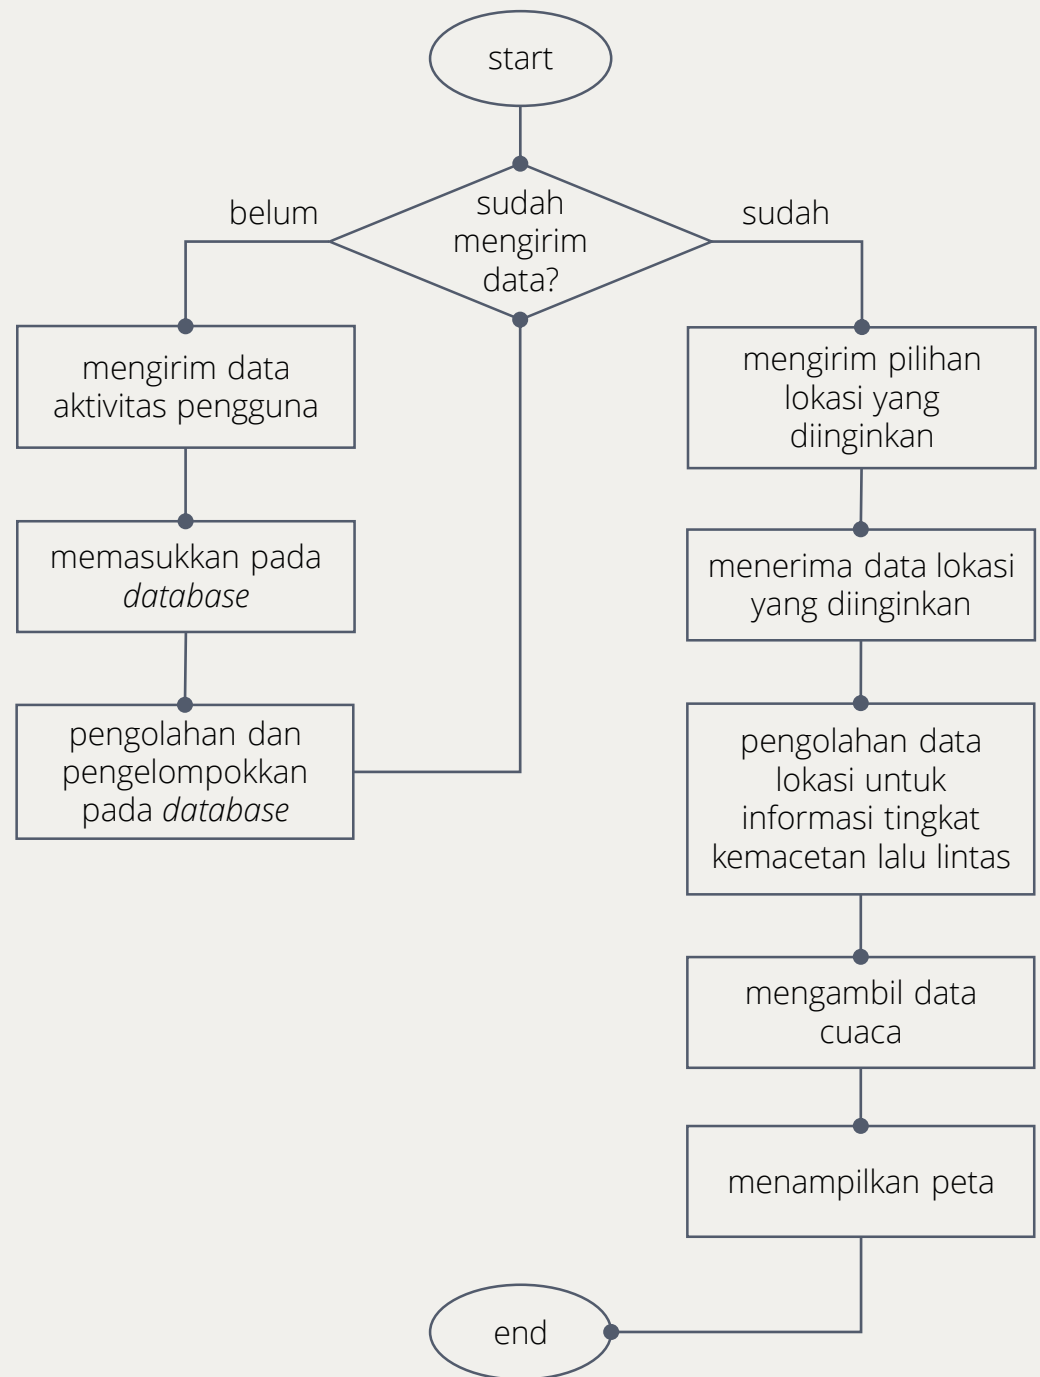 start
sudah
mengirim
data?
belum
sudah
mengirim data
aktivitas pengguna
memasukkan pada
database
pengolahan dan
pengelompokkan
pada database
mengirim pilihan
lokasi yang
diinginkan
menerima data lokasi
yang diinginkan
pengolahan data
lokasi untuk
informasi tingkat
kemacetan lalu lintas
mengambil data
cuaca
menampilkan peta
end